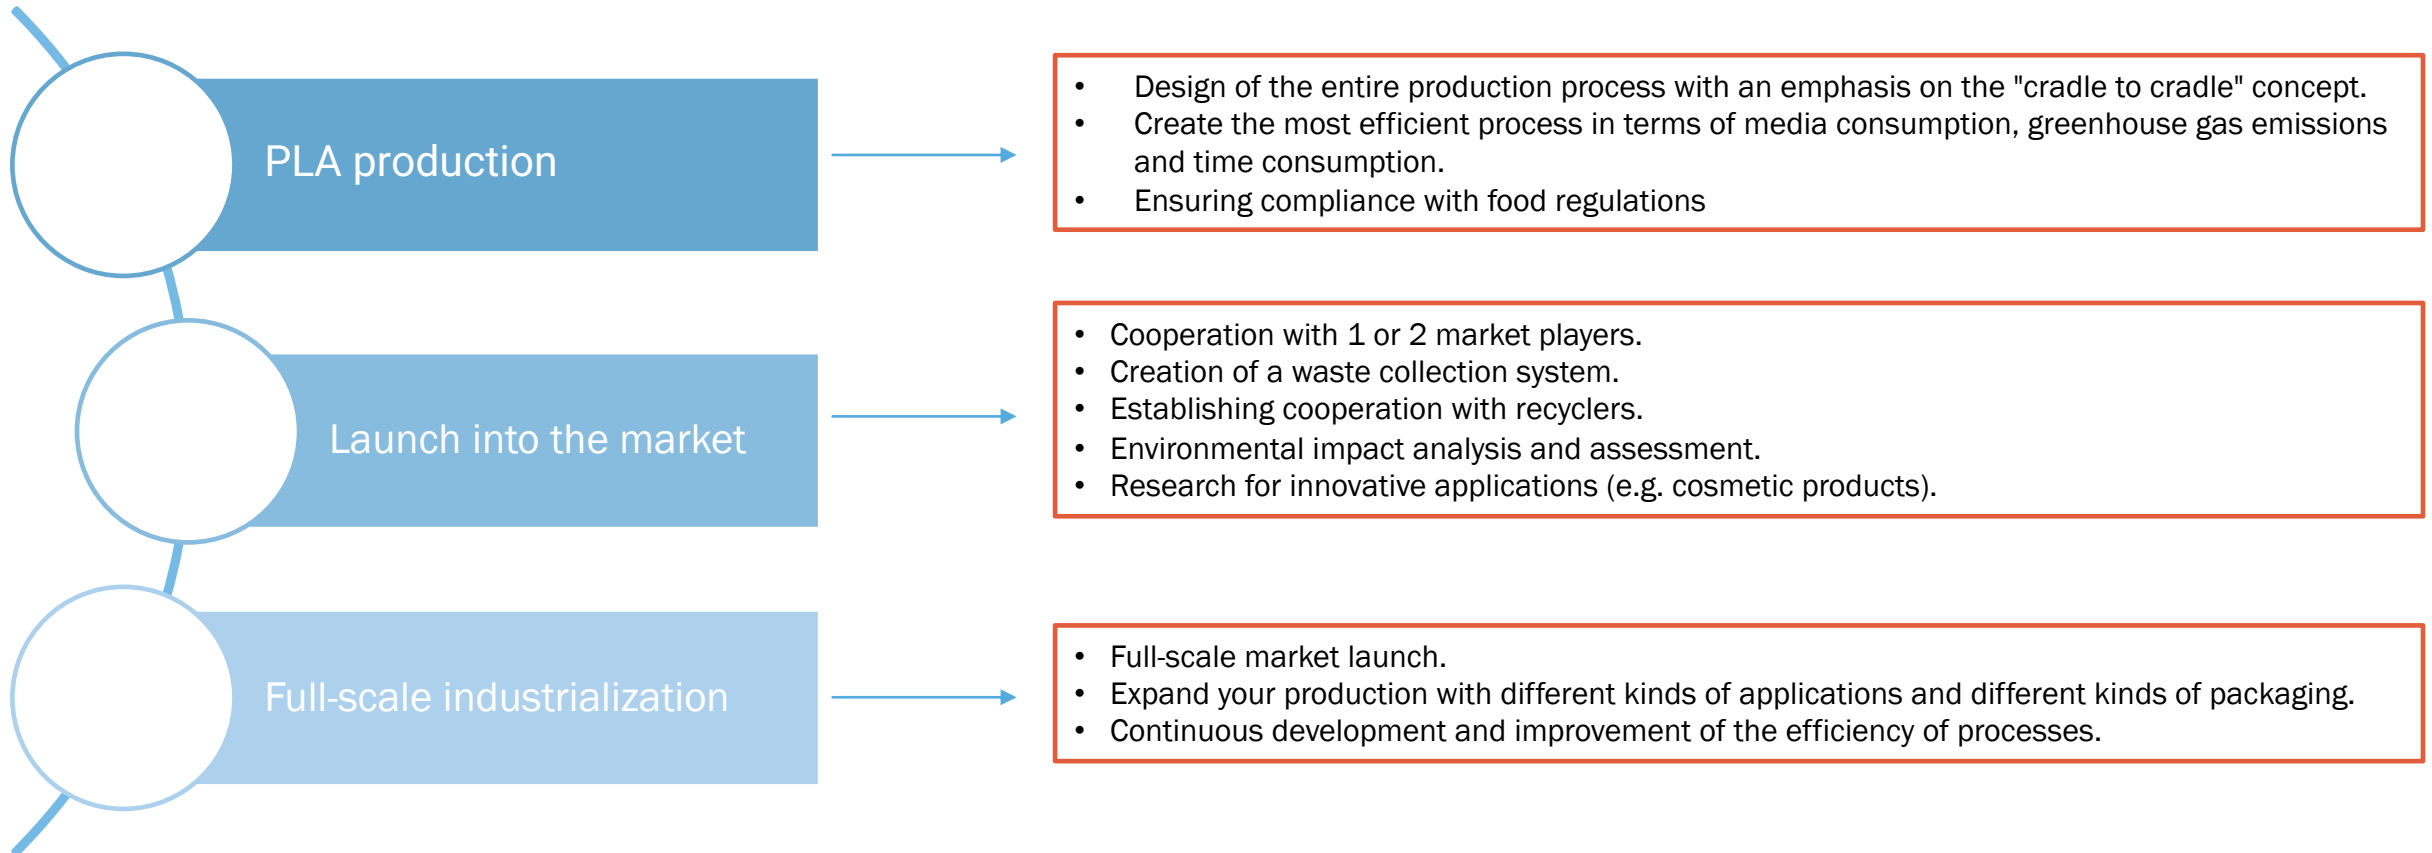 PLA production
• Design of the entire production process with an emphasis on the "cradle to cradle" concept.
• Create the most efficient process in terms of media consumption, greenhouse gas emissions
and time consumption.
• Ensuring compliance with food regulations
Launch into the market
• Cooperation with 1 or 2 market players.
• Creation of a waste collection system.
• Establishing cooperation with recyclers.
• Environmental impact analysis and assessment.
• Research for innovative applications (e.g. cosmetic products).
Full-scale industrialization
• Full-scale market launch.
• Expand your production with different kinds of applications and different kinds of packaging.
• Continuous development and improvement of the efficiency of processes.